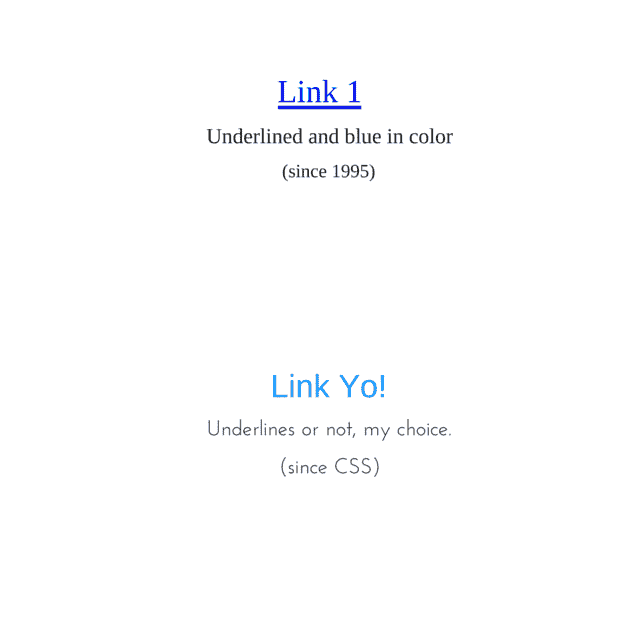 Link 1
Underlined and blue in color
(since 1995)
Link Yo!
Underlines or not, my choice.
(since CSS)